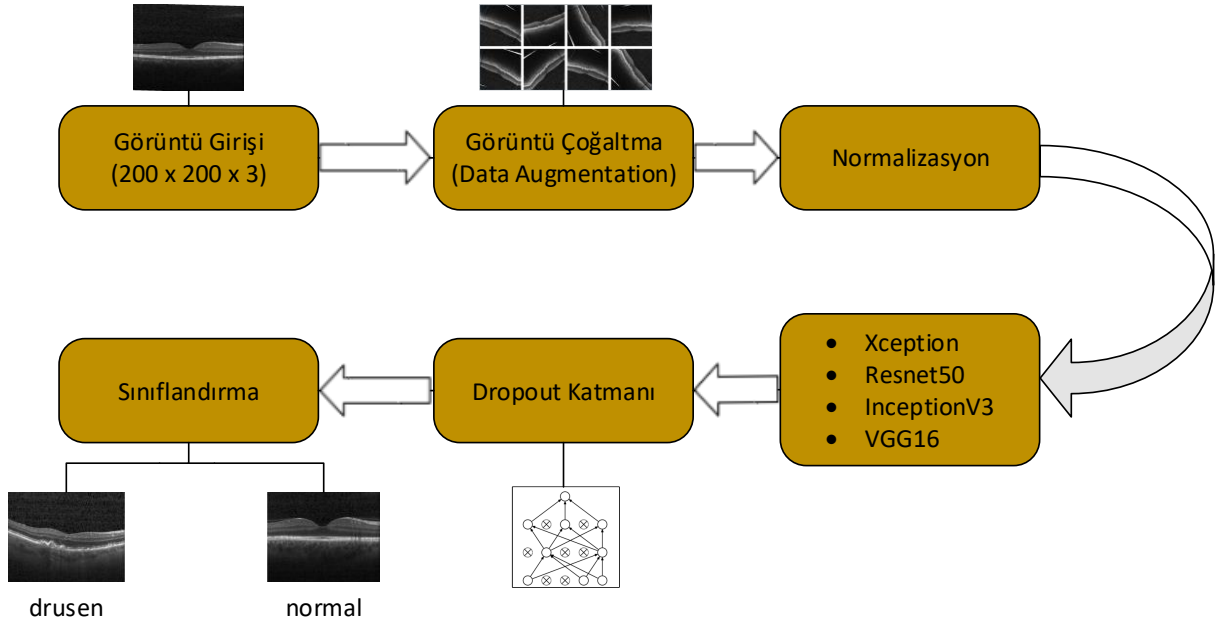 Görüntü Girişi
(200 x 200 x 3)
Görüntü Çoğaltma
(Data Augmentation)
Normalizasyon
• Xception
• Resnet50
• InceptionV3
• VGG16
Dropout Katmanı
Sınıflandırma
drusen
normal